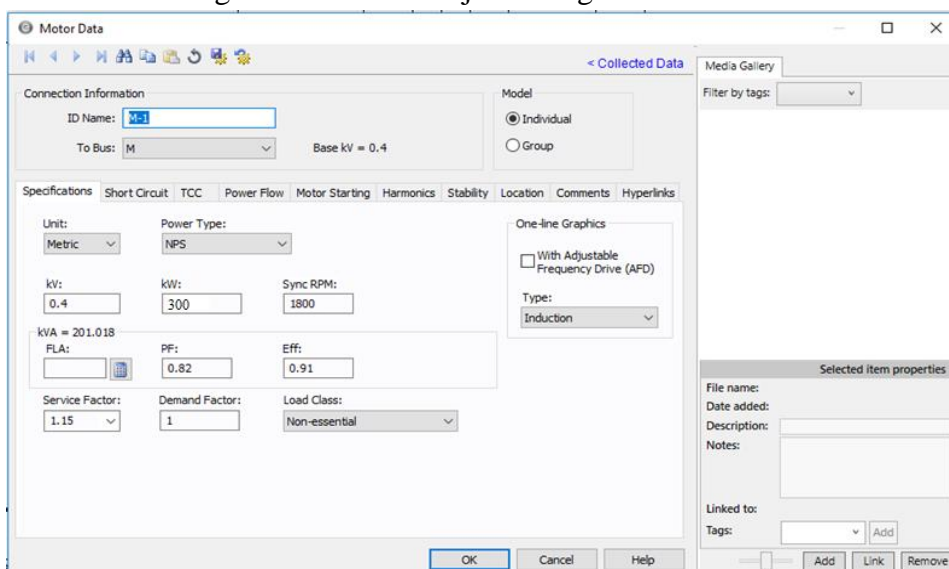 Motor Data
< Collected Data
Connection Information
ID Name: M-1
To Bus: M
Base kV = 0.4
Model
Individual
Group
Specifications Short Circuit TCC Power Flow Motor Starting Harmonics Stability Location Comments Hyperlinks
Unit: Power Type:
Metric NPS
kV: kW: Sync RPM:
0.4 300 1800
kVA = 201.018
FLA: PF: Eff:
0.82 0.91
Service Factor: Demand Factor: Load Class:
1.15 1 Non-essential
One-line Graphics
With Adjustable
Frequency Drive (AFD)
Type:
Induction
OK Cancel Help
Media Gallery
Filter by tags:
Selected item properties
File name:
Date added:
Description:
Notes:
Linked to:
Tags: Add
Add Link Remove